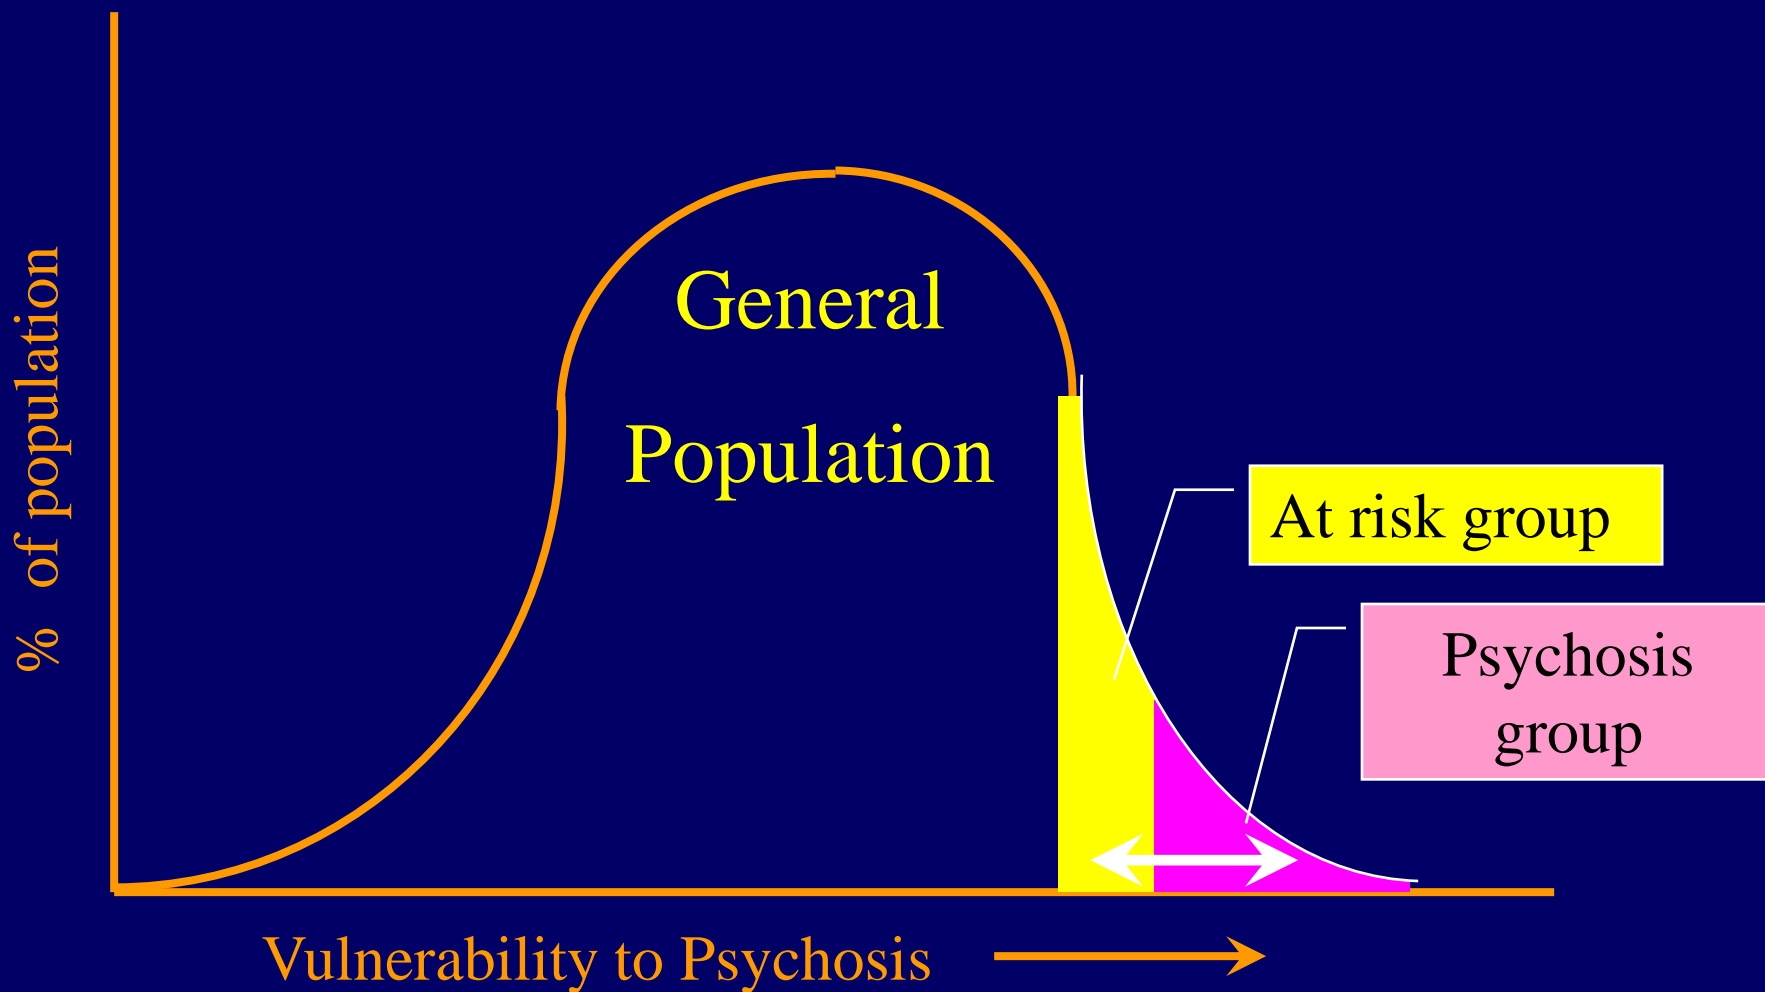 % of population
General
Population
At risk group
Psychosis
group
Vulnerability to Psychosis